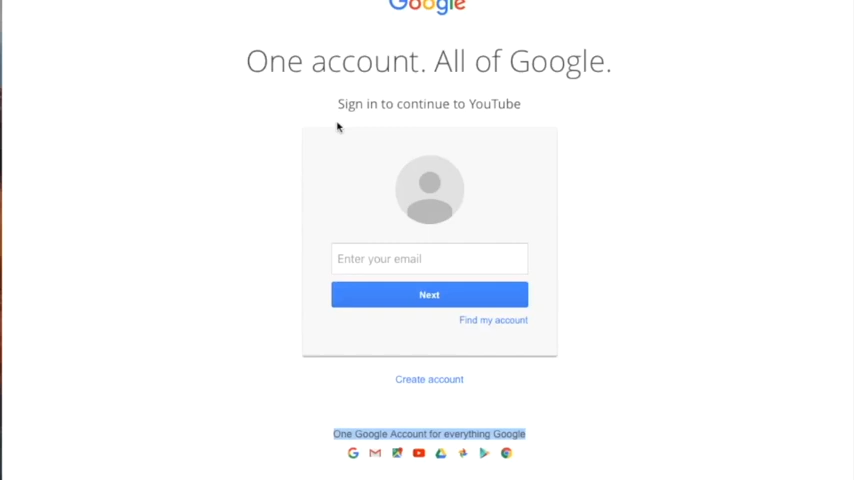 Google
One account. All of Google.
Sign in to continue to YouTube
Enter your email
Next
Find my account
Create account
One Google Account for everything Google